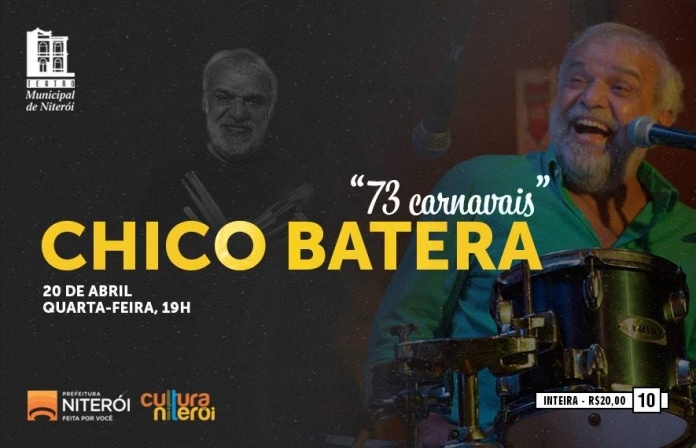 TEATRO
Municipal
de Niterói
"73 carnavais"
CHICO BATERA
20 DE ABRIL
QUARTA-FEIRA, 19H
PREFEITURA
NITERÓI
FEITA POR VOCÊ
cultura
niterói
INTEIRA - R$20,00 10